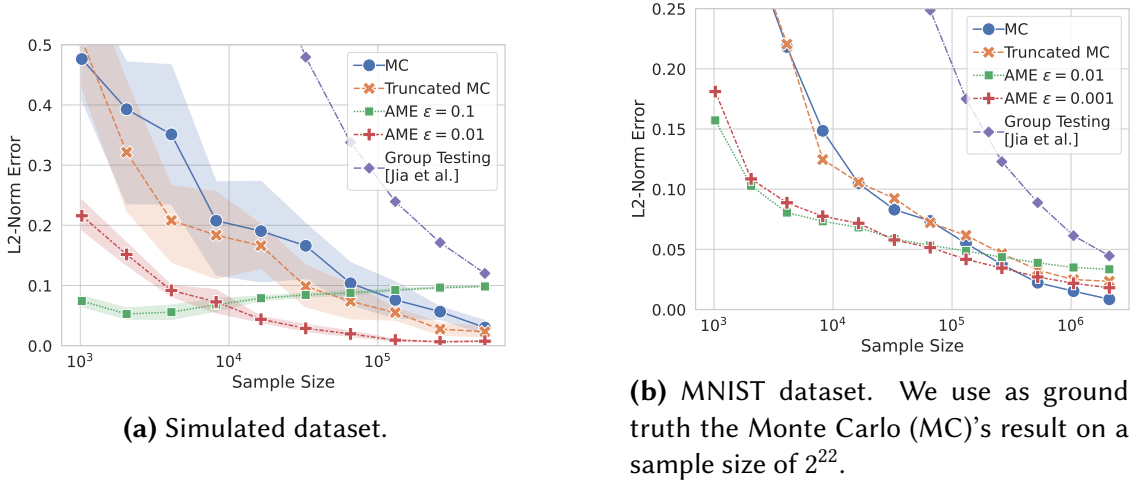 0.5
0.4
0.3
0.2
0.1
0.0
L2-Norm Error
10³
10⁴
10⁵
Sample Size
MC
Truncated MC
AME ε = 0.1
AME ε = 0.01
Group Testing
[Jia et al.]
(a) Simulated dataset.
0.25
0.20
0.15
0.10
0.05
0.00
L2-Norm Error
10³
10⁴
10⁵
10⁶
Sample Size
MC
Truncated MC
AME ε = 0.01
AME ε = 0.001
Group Testing
[Jia et al.]
(b) MNIST dataset. We use as ground
truth the Monte Carlo (MC)'s result on a
sample size of 2²².